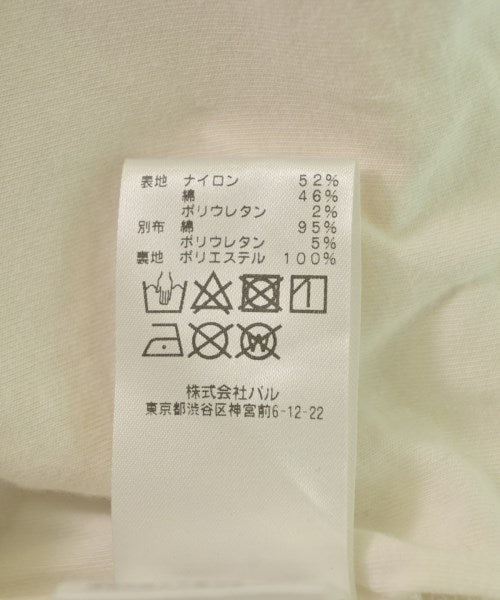 表地 ナイロン 52%
綿 46%
ポリウレタン 2%
別布 綿 95%
ポリウレタン 5%
裏地 ポリエステル 100%
W
株式会社パル
東京都渋谷区神宮前6-12-22